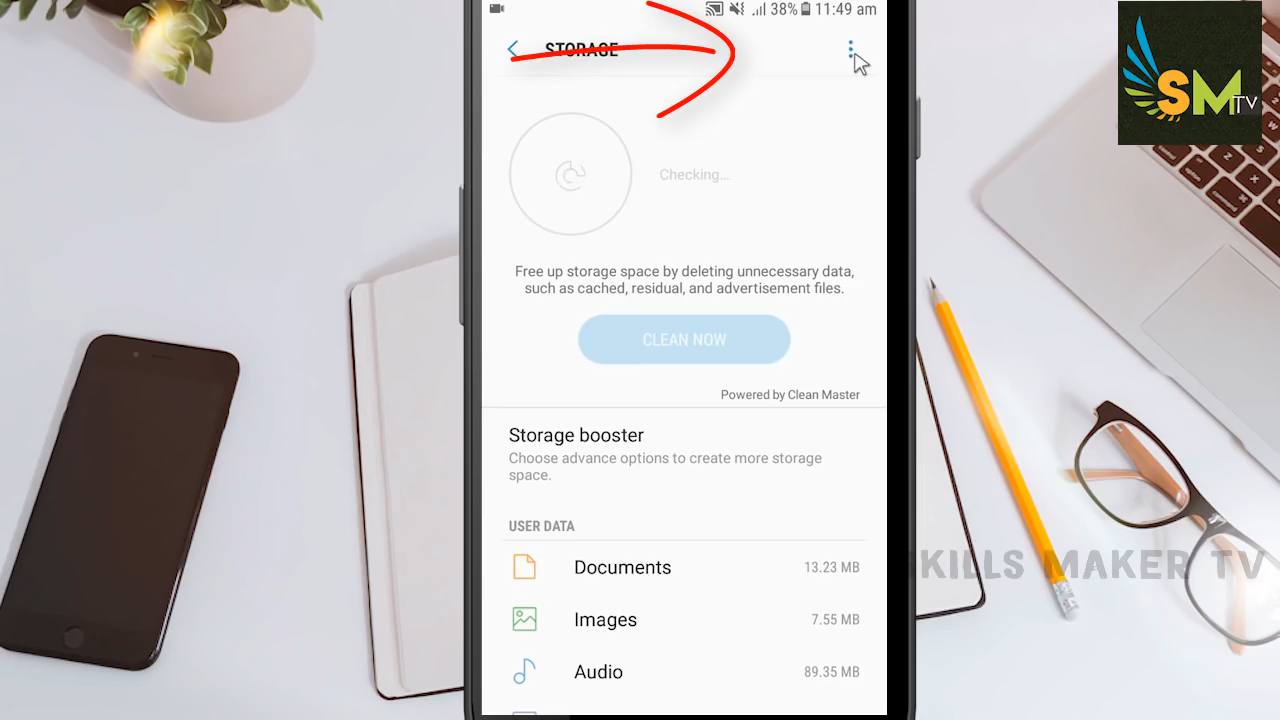 38% 11:49 am
STORAGE
SM TV
Checking...
Free up storage space by deleting unnecessary data,
such as cached, residual, and advertisement files.
CLEAN NOW
Powered by Clean Master
Storage booster
Choose advance options to create more storage
space.
USER DATA
Documents 13.23 MB
Images 7.55 MB
Audio 89.35 MB
SKILLS MAKER TV